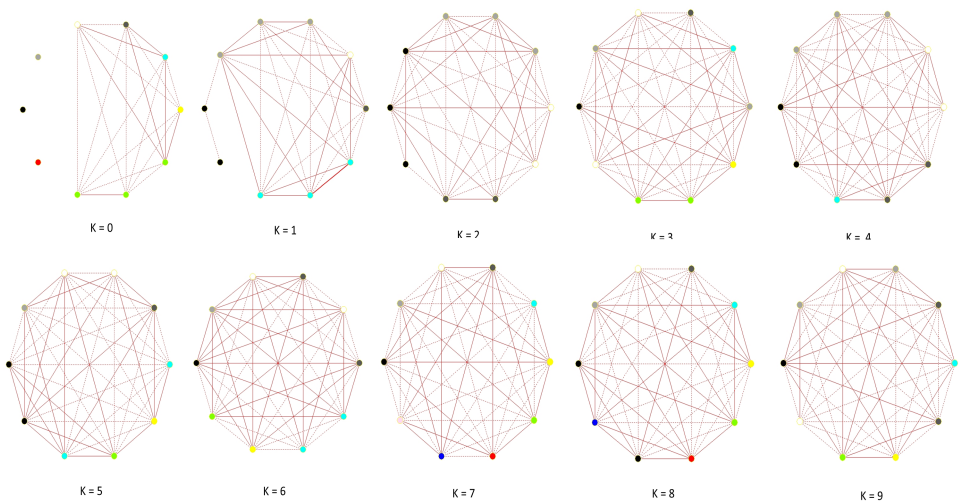 K = 0
K = 1
K = 2
K = 3
K = 4
K = 5
K = 6
K = 7
K = 8
K = 9